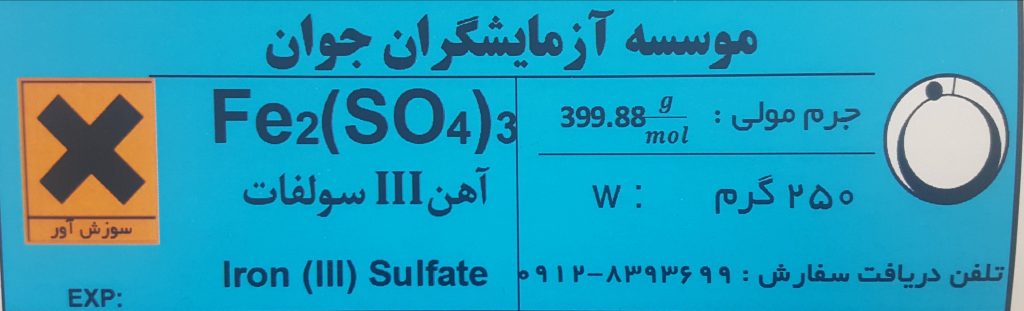 موسسه آزمایشگران جوان
Fe2(SO4)3
جرم مولی : 399.88 g/mol
آهن III سولفات
W : ۲۵۰ گرم
سوزش آور
Iron (III) Sulfate
تلفن دریافت سفارش : ۰۹۱۲-۸۳۹۳۶۹۹
EXP: